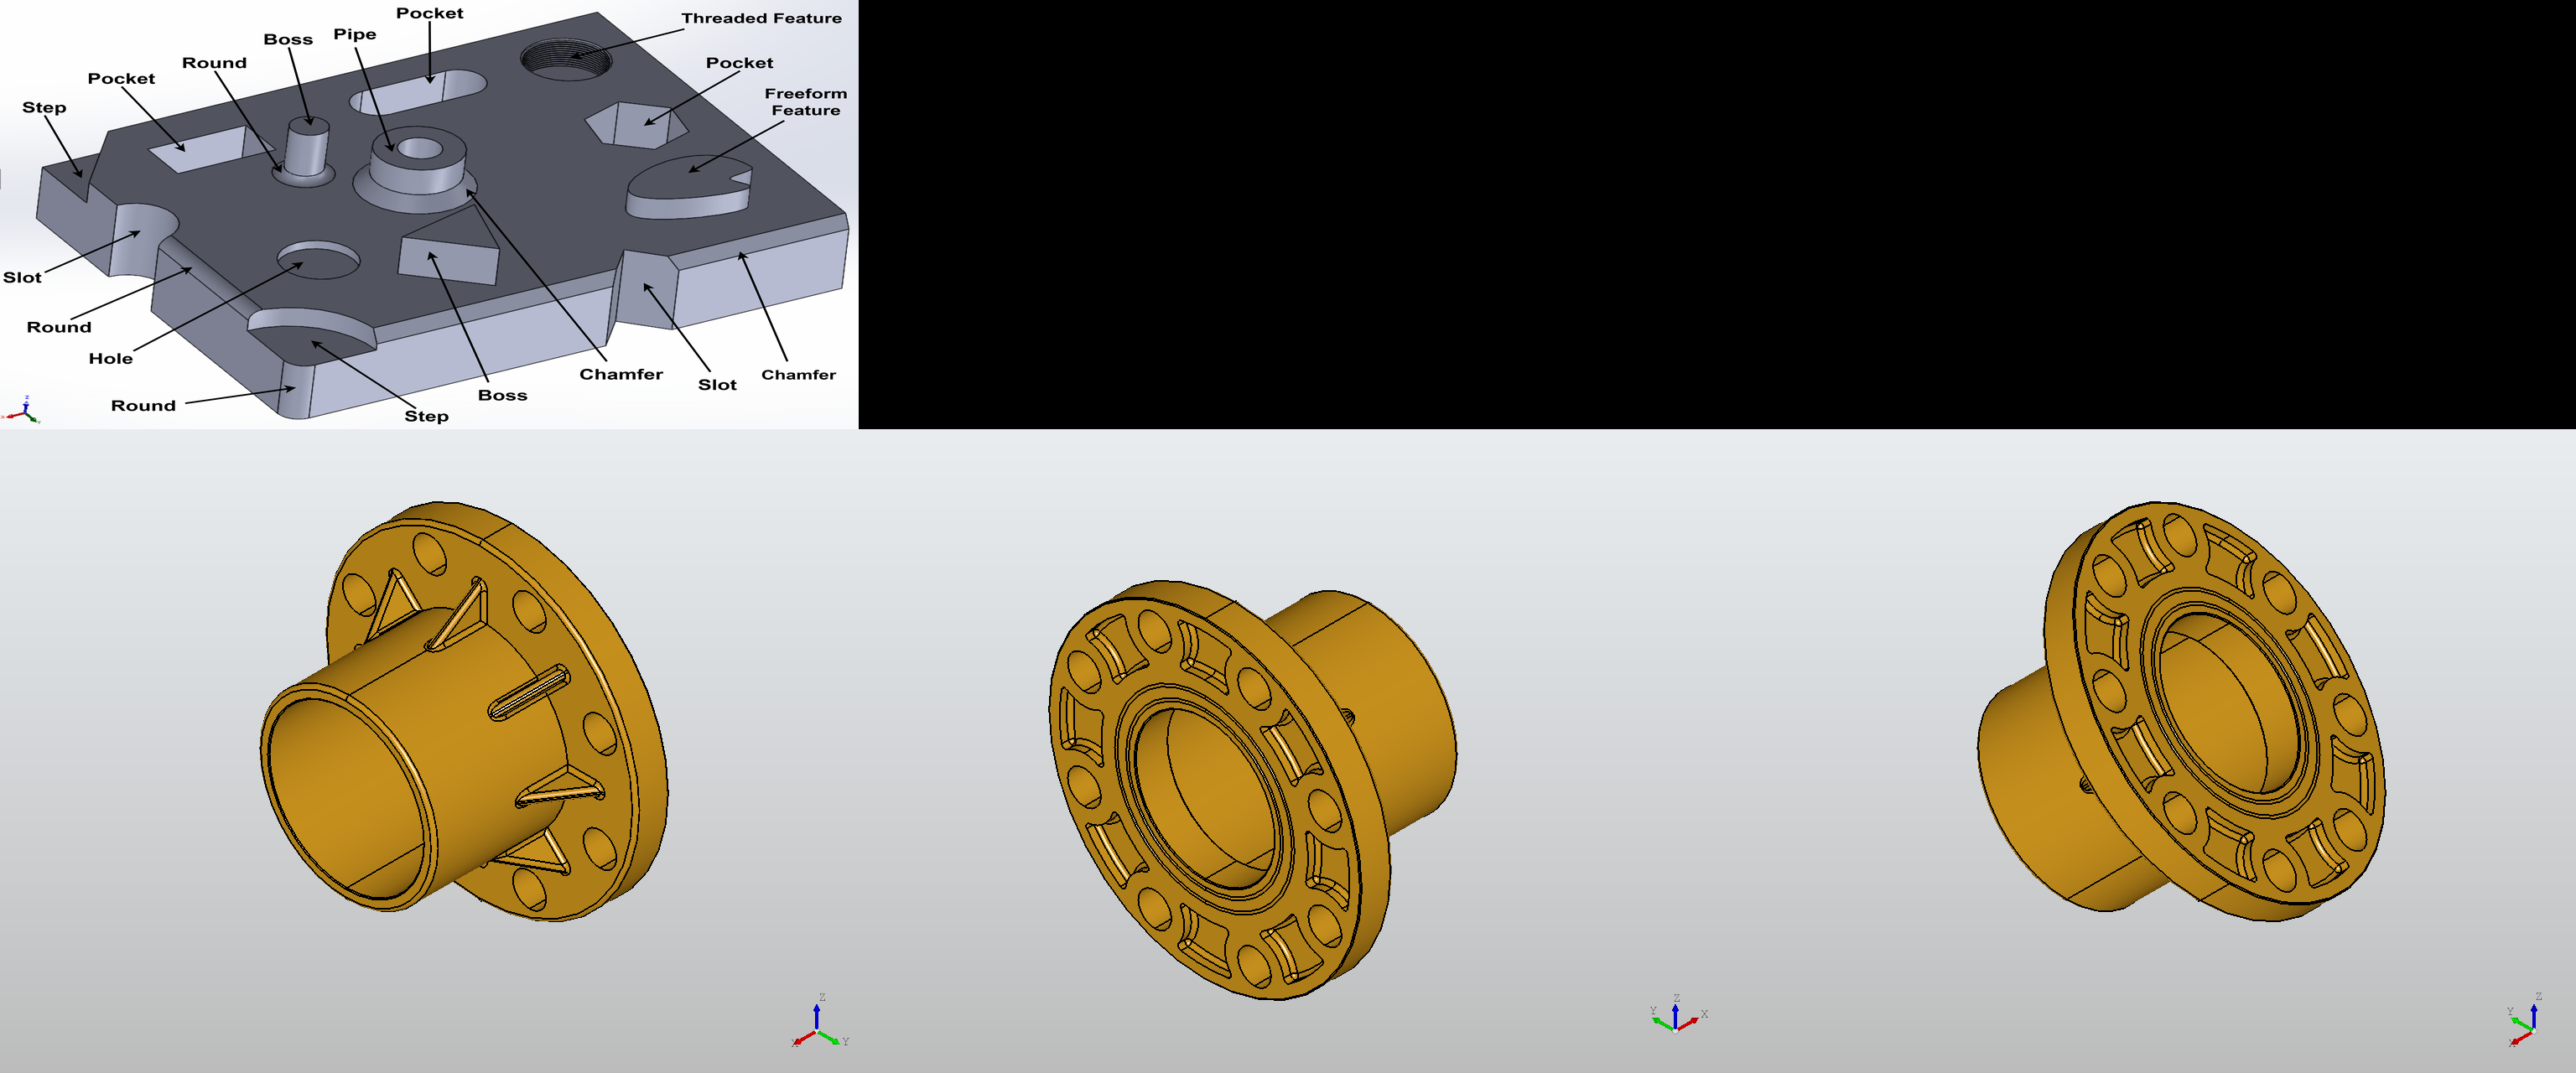 Pocket
Threaded Feature
Boss
Pipe
Round
Pocket
Pocket
Freeform
Feature
Step
Slot
Round
Hole
Chamfer
Slot
Chamfer
Boss
Round
Step
Z
X
Y
Y
Z
X
Z
Y
X